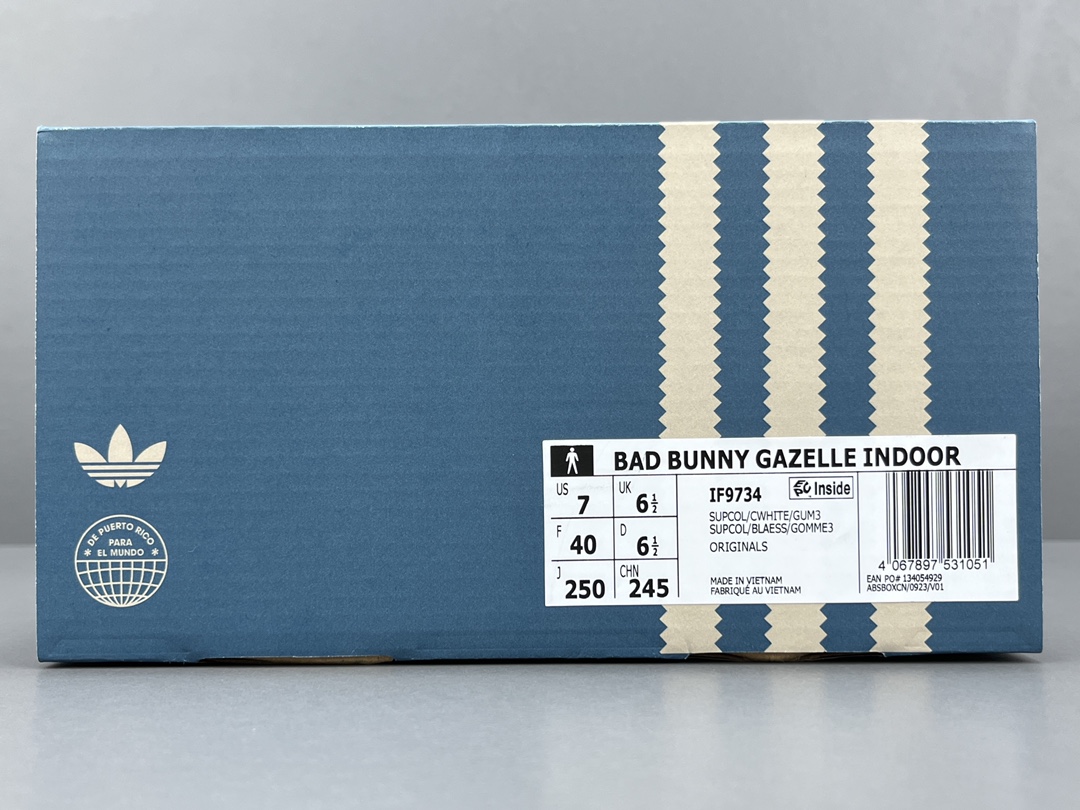 DE PUERTO RICO
* PARA *
EL MUNDO
BAD BUNNY GAZELLE INDOOR
US 7
UK 6½
F 40
D 6½
J 250
CHN 245
IF9734
Inside
SUPCOL/CWHITE/GUM3
SUPCOL/BLAESS/GOMME3
ORIGINALS
MADE IN VIETNAM
FABRIQUÉ AU VIETNAM
4 067897 531051
EAN PO# 134054929
ABSBOXCN/0923/V01